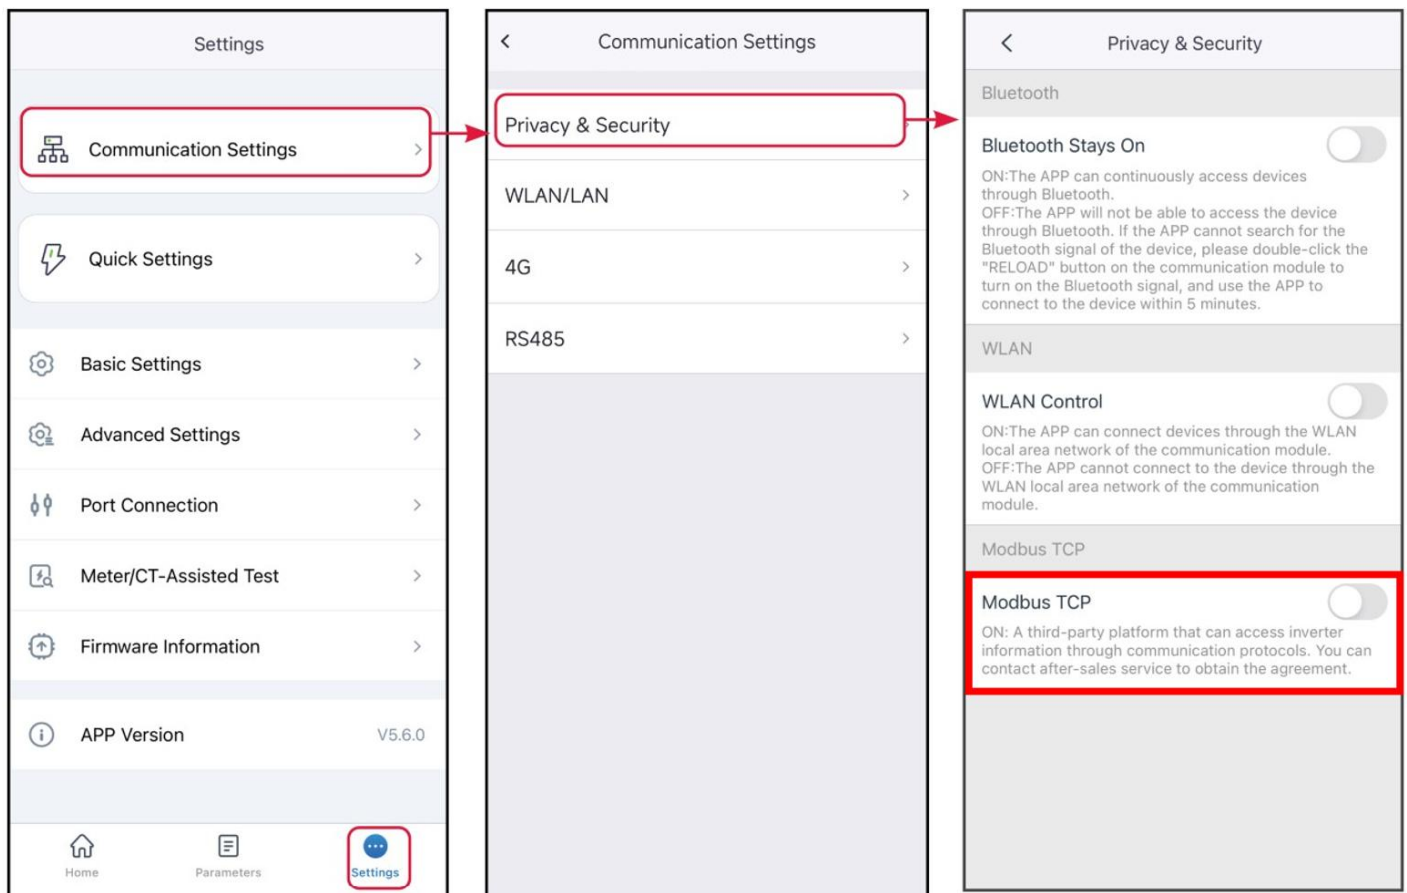 Settings
Communication Settings
Quick Settings
Basic Settings
Advanced Settings
Port Connection
Meter/CT-Assisted Test
Firmware Information
APP Version V5.6.0
Home Parameters Settings
Communication Settings
Privacy & Security
WLAN/LAN
4G
RS485
Privacy & Security
Bluetooth
Bluetooth Stays On
ON:The APP can continuously access devices
through Bluetooth.
OFF:The APP will not be able to access the device
through Bluetooth. If the APP cannot search for the
Bluetooth signal of the device, please double-click the
"RELOAD" button on the communication module to
turn on the Bluetooth signal, and use the APP to
connect to the device within 5 minutes.
WLAN
WLAN Control
ON:The APP can connect devices through the WLAN
local area network of the communication module.
OFF:The APP cannot connect to the device through the
WLAN local area network of the communication
module.
Modbus TCP
Modbus TCP
ON: A third-party platform that can access inverter
information through communication protocols. You can
contact after-sales service to obtain the agreement.